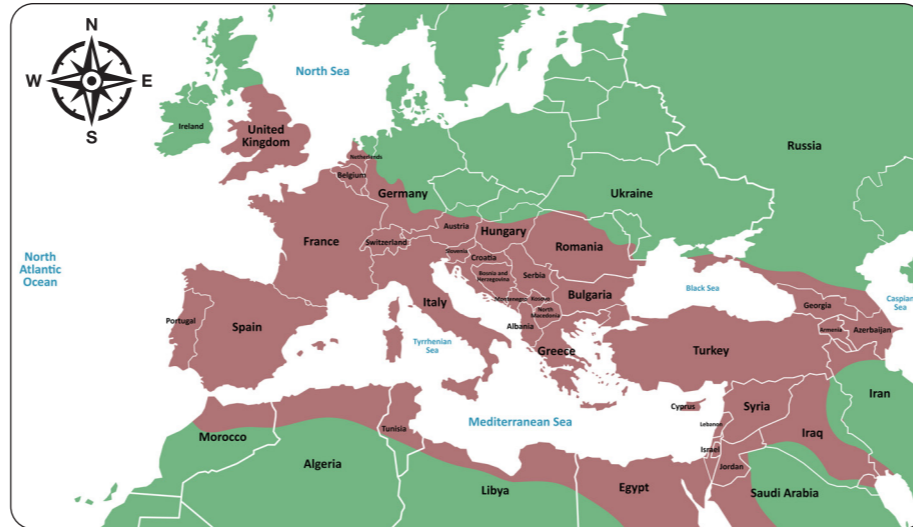 N
W
E
S
North Sea
Ireland
United
Kingdom
Netherlands
Belgium
Germany
Russia
Ukraine
Austria
Hungary
Switzerland
France
Slovenia
Croatia
Romania
Bosnia and
Herzegovina
Serbia
North
Atlantic
Ocean
Italy
Montenegro
Kosovo
Bulgaria
Black Sea
Georgia
Caspian
Sea
Portugal
Spain
North
Macedonia
Albania
Armenia
Azerbaijan
Tyrrhenian
Sea
Greece
Turkey
Iran
Cyprus
Syria
Mediterranean Sea
Lebanon
Iraq
Morocco
Tunisia
Israel
Jordan
Algeria
Libya
Egypt
Saudi Arabia